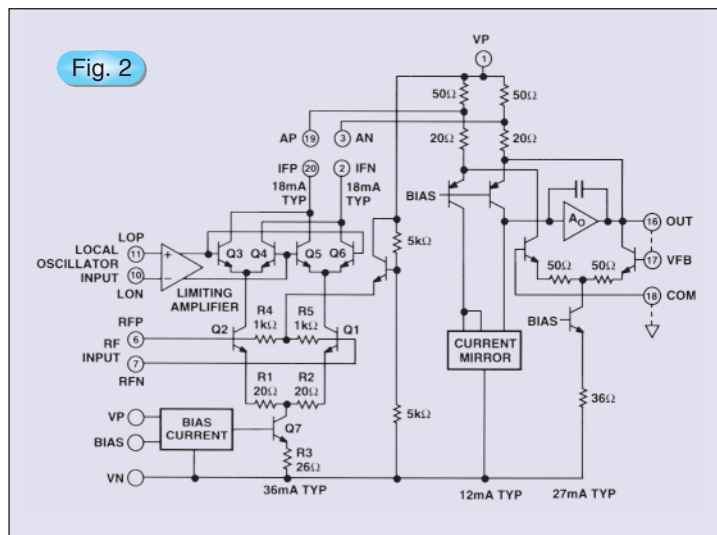 Fig. 2
VP
1
50Ω
50Ω
20Ω
20Ω
AP 19
3 AN
IFP 20
2 IFN
18mA
TYP
18mA
TYP
BIAS
A₀
16 OUT
LOP
11
LOCAL
OSCILLATOR
INPUT
10
LON
+
−
LIMITING
AMPLIFIER
Q3
Q4
Q5
Q6
5kΩ
50Ω
50Ω
17 VFB
18 COM
R4
1kΩ
R5
1kΩ
RFP
6
RF
INPUT
7
RFN
Q2
Q1
BIAS
CURRENT
MIRROR
R1
20Ω
R2
20Ω
36Ω
5kΩ
VP
BIAS
BIAS
CURRENT
Q7
R3
26Ω
VN
36mA TYP
12mA TYP
27mA TYP